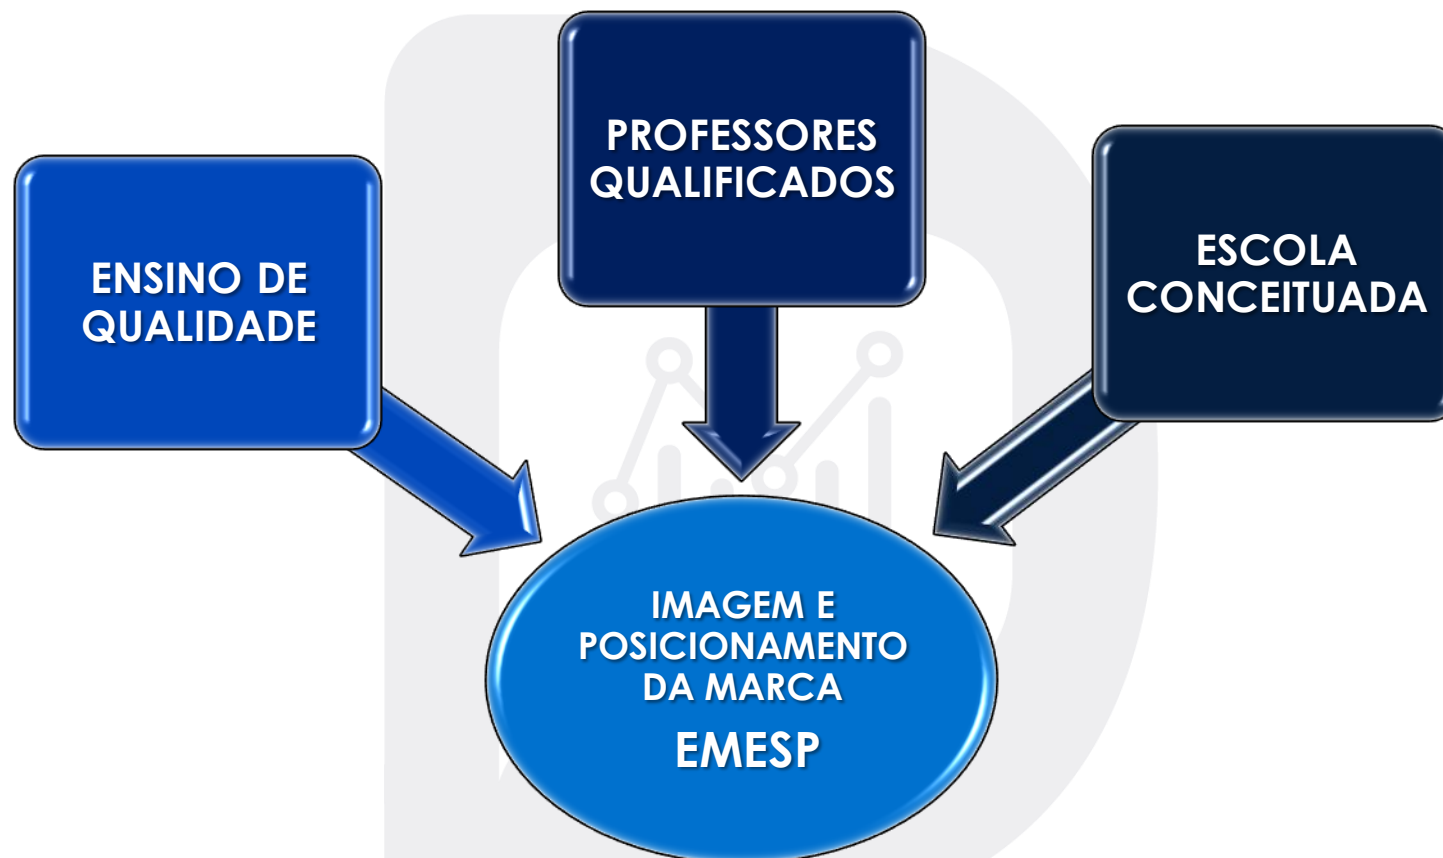 PROFESSORES
QUALIFICADOS
ENSINO DE
QUALIDADE
ESCOLA
CONCEITUADA
IMAGEM E
POSICIONAMENTO
DA MARCA
EMESP